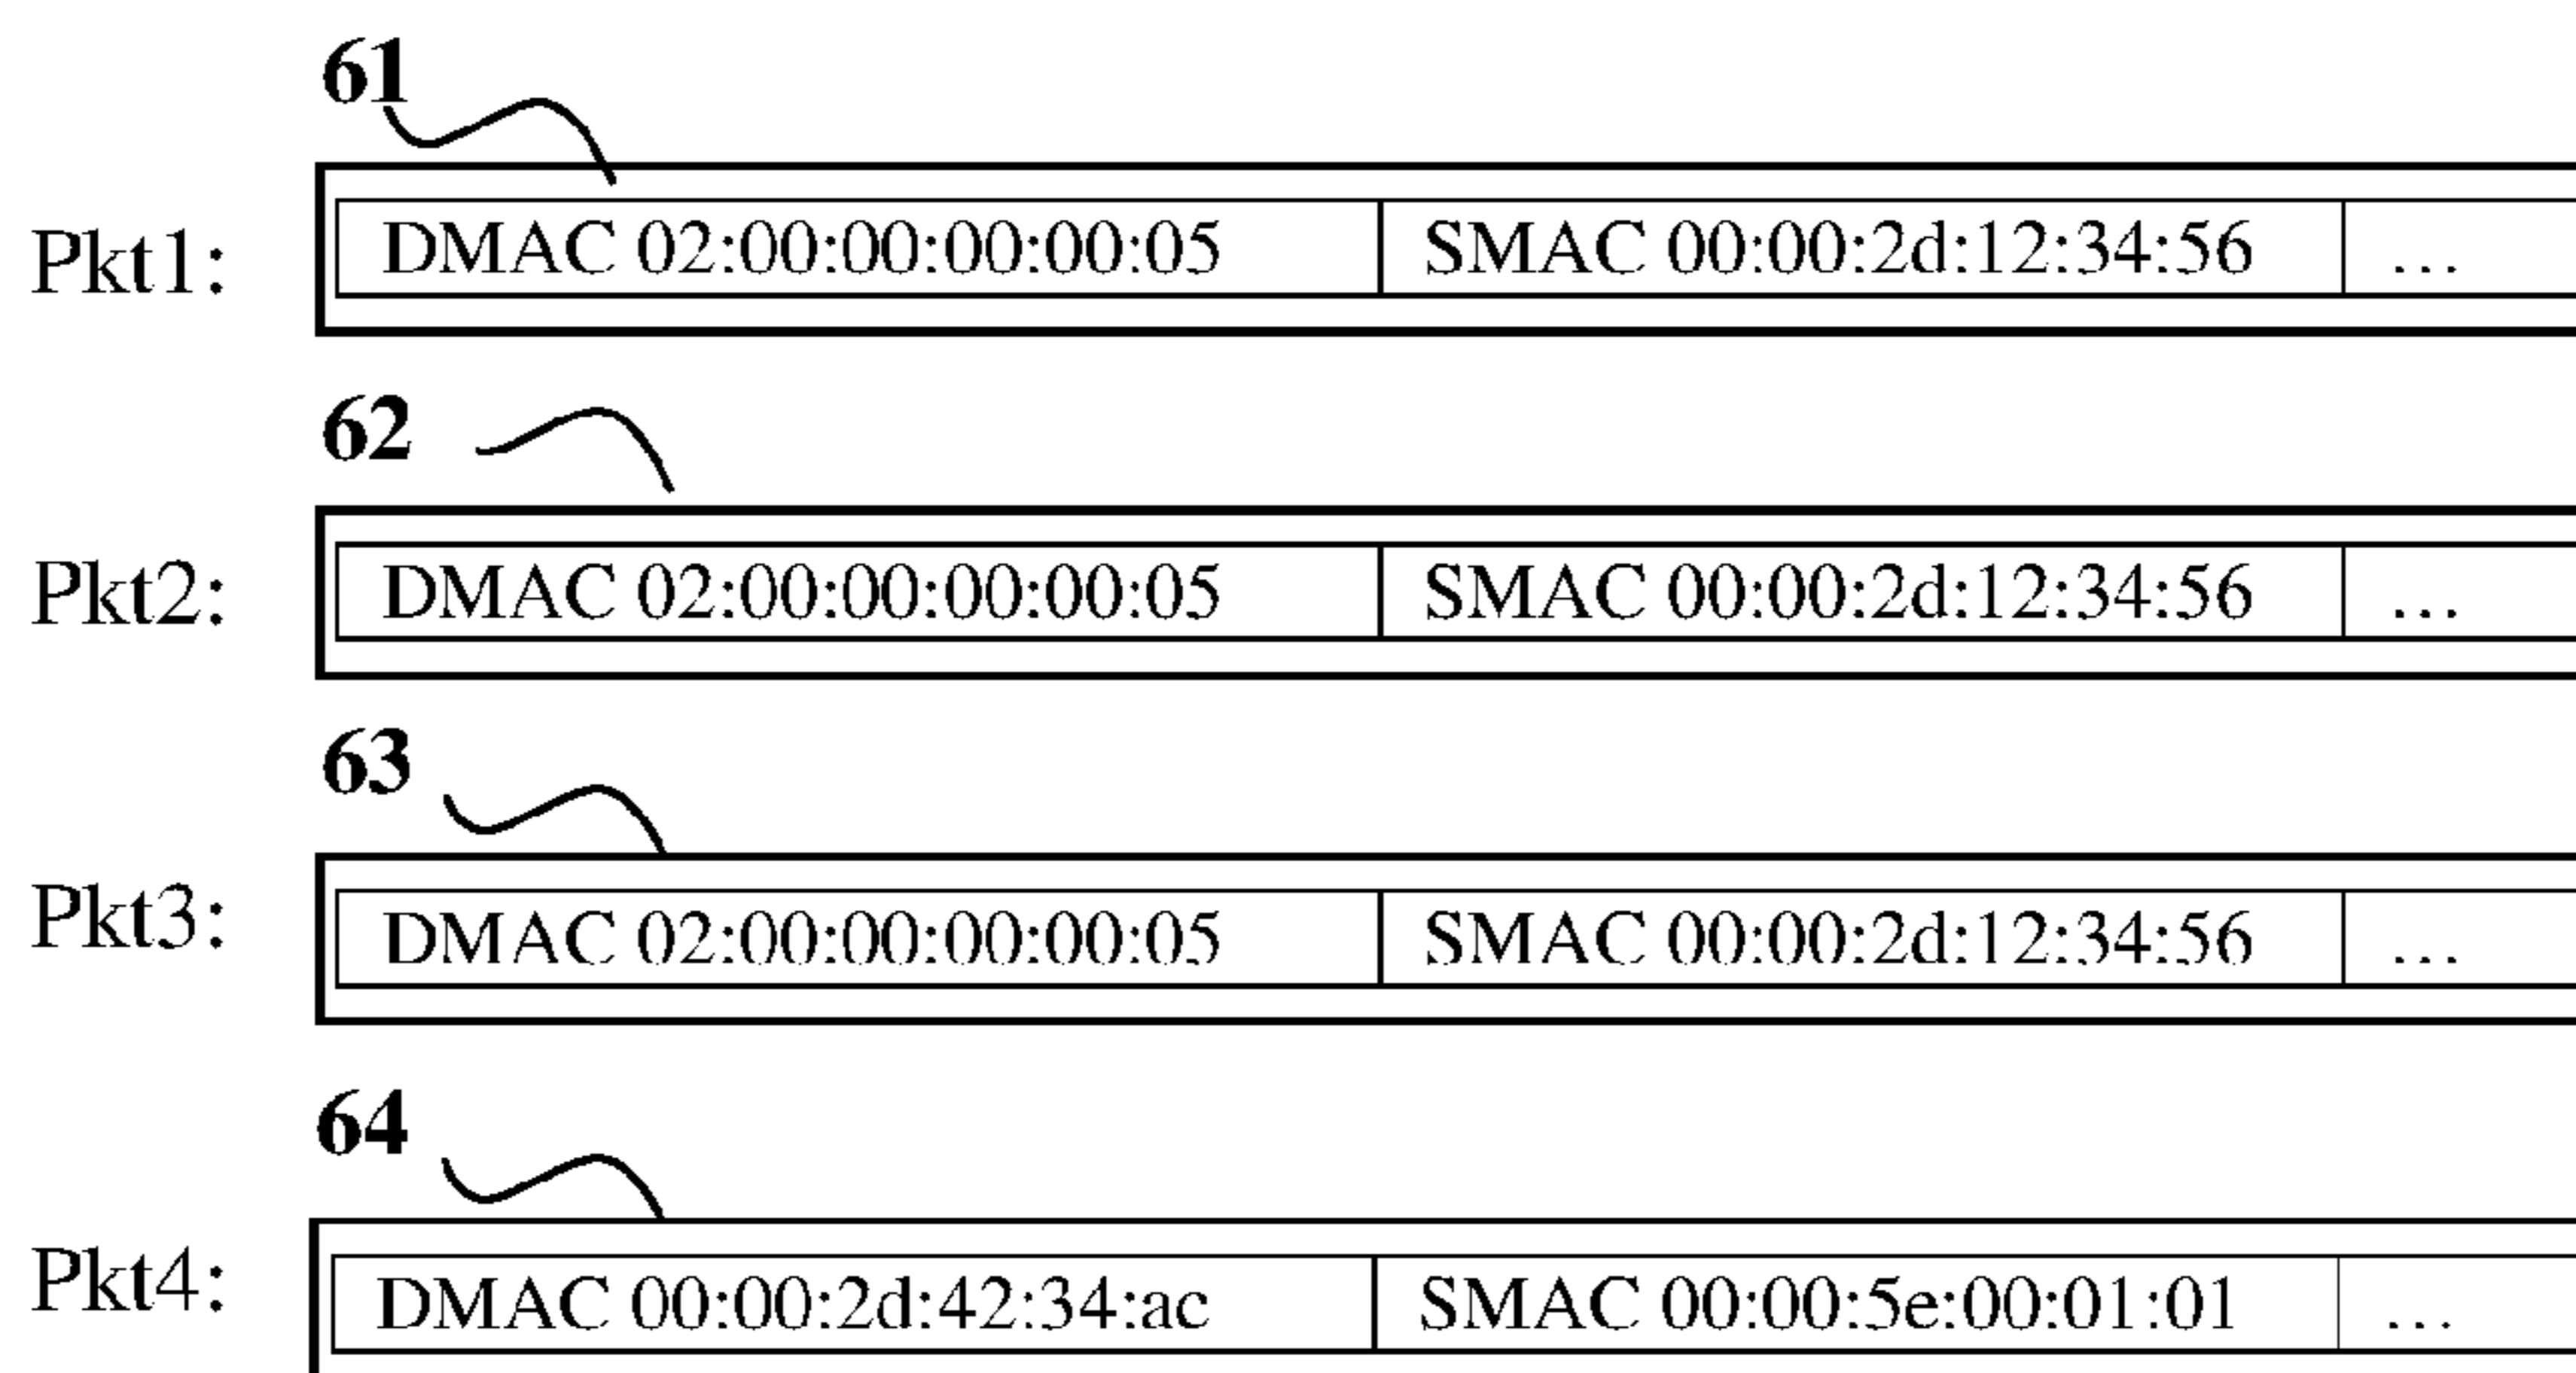 61
Pkt1: DMAC 02:00:00:00:00:05 SMAC 00:00:2d:12:34:56 ...
62
Pkt2: DMAC 02:00:00:00:00:05 SMAC 00:00:2d:12:34:56 ...
63
Pkt3: DMAC 02:00:00:00:00:05 SMAC 00:00:2d:12:34:56 ...
64
Pkt4: DMAC 00:00:2d:42:34:ac SMAC 00:00:5e:00:01:01 ...